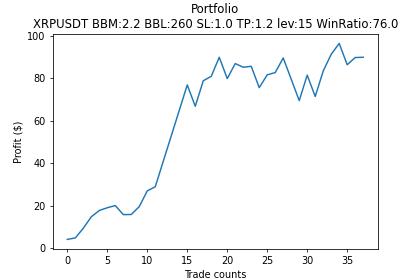 Portfolio
XRPUSDT BBM:2.2 BBL:260 SL:1.0 TP:1.2 lev:15 WinRatio:76.0
100
80
60
40
20
0
Profit ($)
0 5 10 15 20 25 30 35
Trade counts